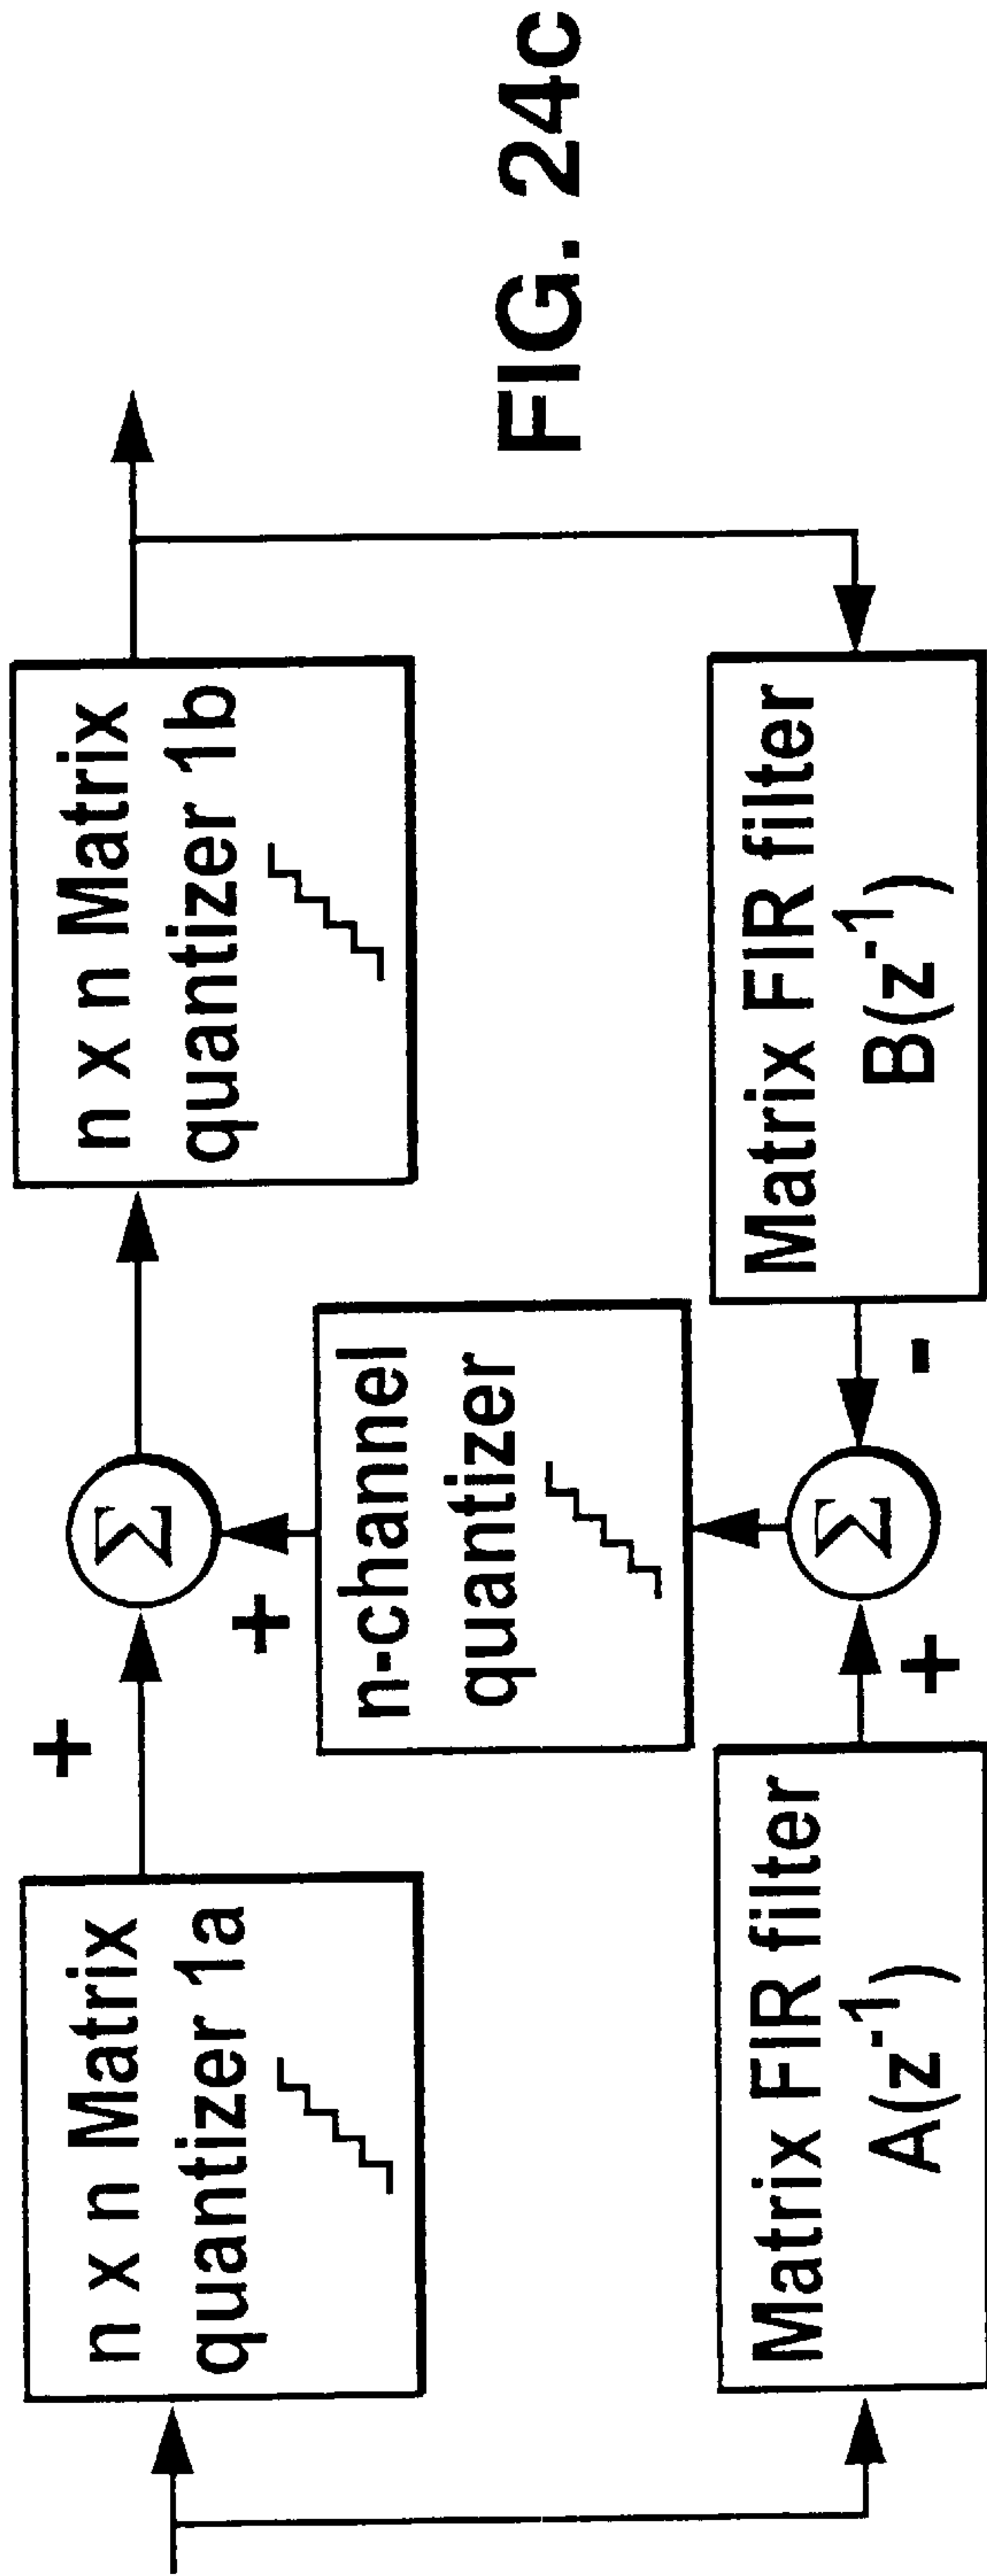 n x n Matrix
quantizer 1a
+
Σ
+
n x n Matrix
quantizer 1b
n-channel
quantizer
Matrix FIR filter
A(z⁻¹)
+
Σ
-
Matrix FIR filter
B(z⁻¹)
FIG. 24c